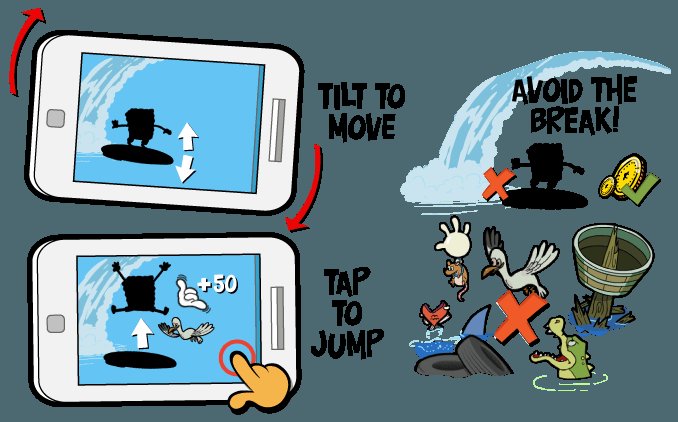 TILT TO
MOVE
AVOID THE
BREAK!
+50
TAP
TO
JUMP